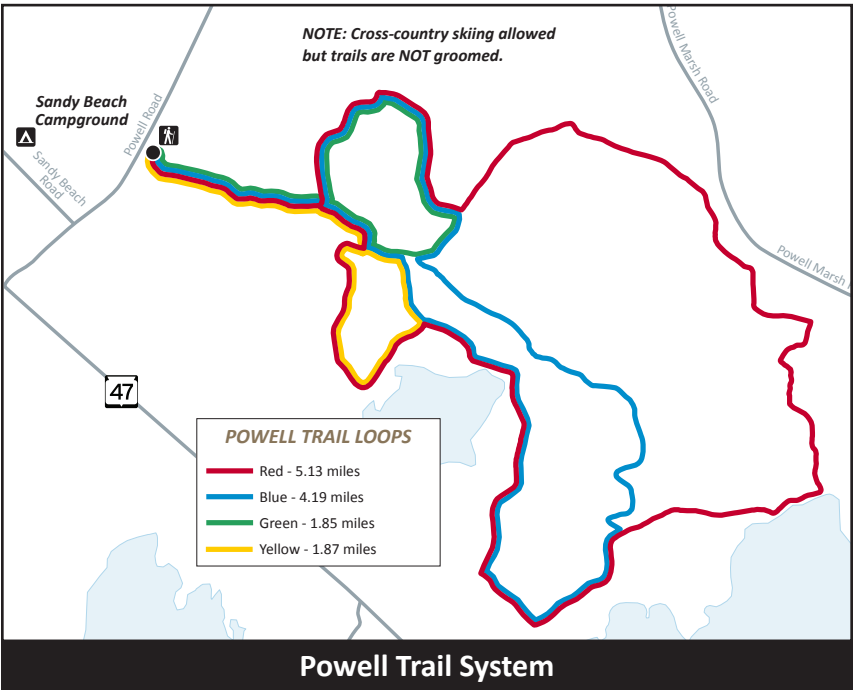 NOTE: Cross-country skiing allowed
but trails are NOT groomed.
Sandy Beach
Campground
Powell Road
Sandy Beach
Road
Powell Marsh Road
Powell Marsh
47
POWELL TRAIL LOOPS
Red - 5.13 miles
Blue - 4.19 miles
Green - 1.85 miles
Yellow - 1.87 miles
Powell Trail System